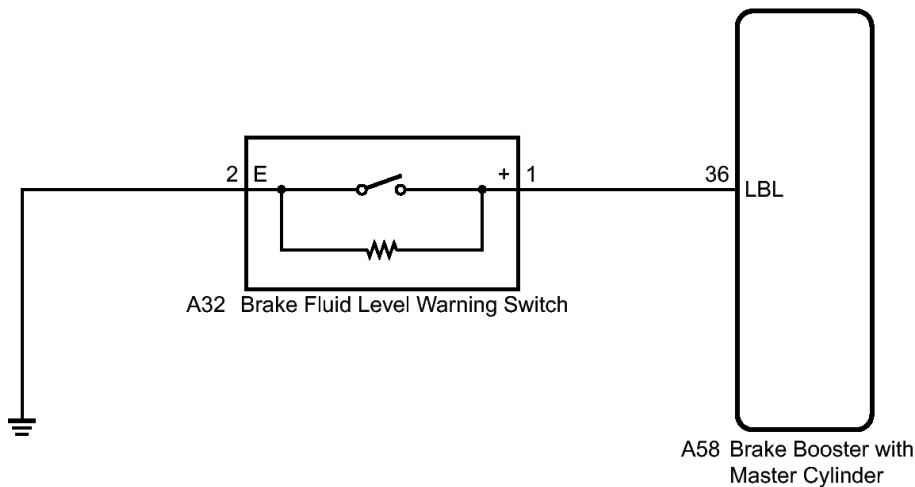 2 E + 1 36 LBL
A32 Brake Fluid Level Warning Switch
A58 Brake Booster with
Master Cylinder